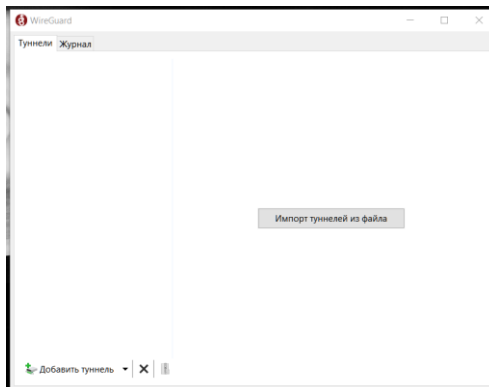 WireGuard
Туннели Журнал
Импорт туннелей из файла
Добавить туннель